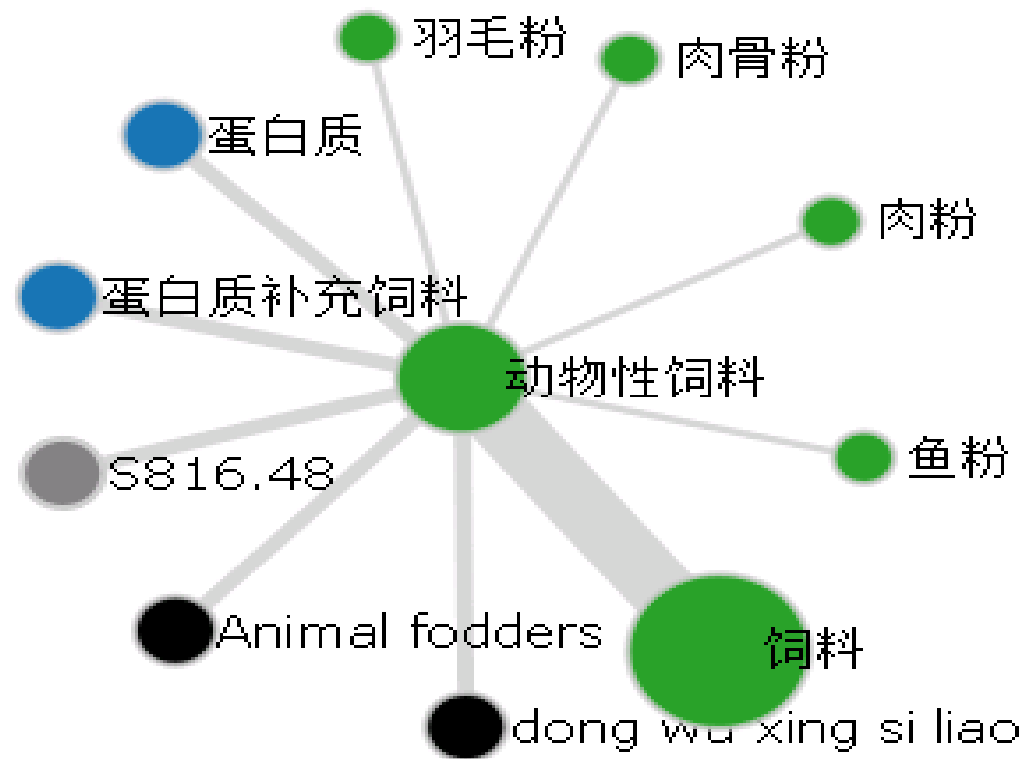 羽毛粉
肉骨粉
蛋白质
肉粉
蛋白质补充饲料
动物性饲料
鱼粉
S816.48
Animal fodders
饲料
dong wu xing si liao